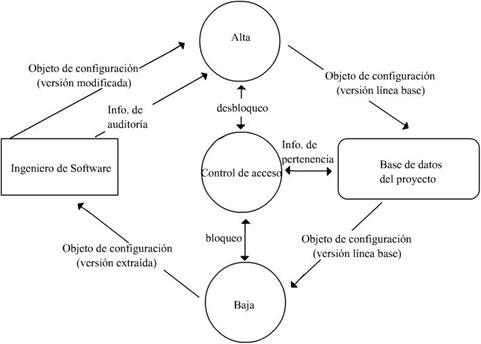 Alta
Objeto de configuración
(versión modificada)
Objeto de configuración
(versión línea base)
Info. de
auditoría
desbloqueo
Info. de
pertenencia
Ingeniero de Software
Control de acceso
Base de datos
del proyecto
bloqueo
Objeto de configuración
(versión línea base)
Objeto de configuración
(versión extraída)
Baja